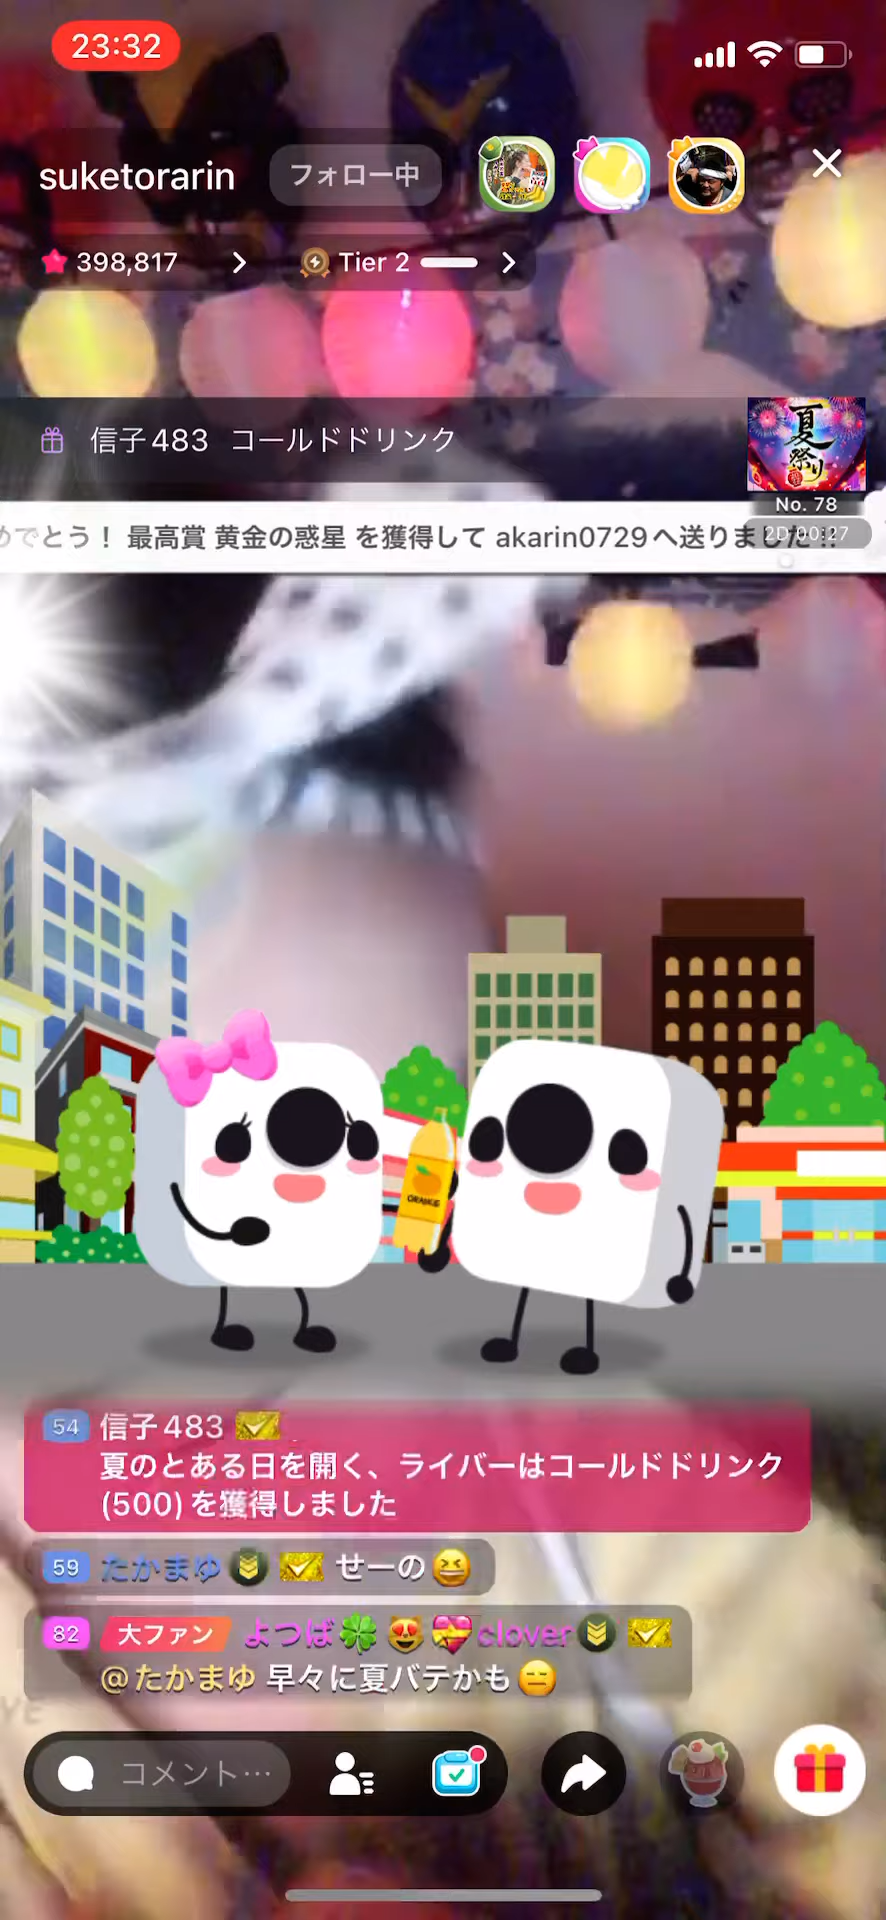 23:32
suketorarin フォロー中
398,817 Tier 2
信子483 コールドドリンク
夏祭り
No. 78
めでとう！ 最高賞 黄金の惑星 を獲得して akarin0729へ送りました !!
2D 00:27
ORANGE
54 信子483
夏のとある日を開く、ライバーはコールドドリンク
(500) を獲得しました
59 たかまゆ せーの😆
82 大ファン よつば🍀😻💝clover
@たかまゆ 早々に夏バテかも😑
コメント…